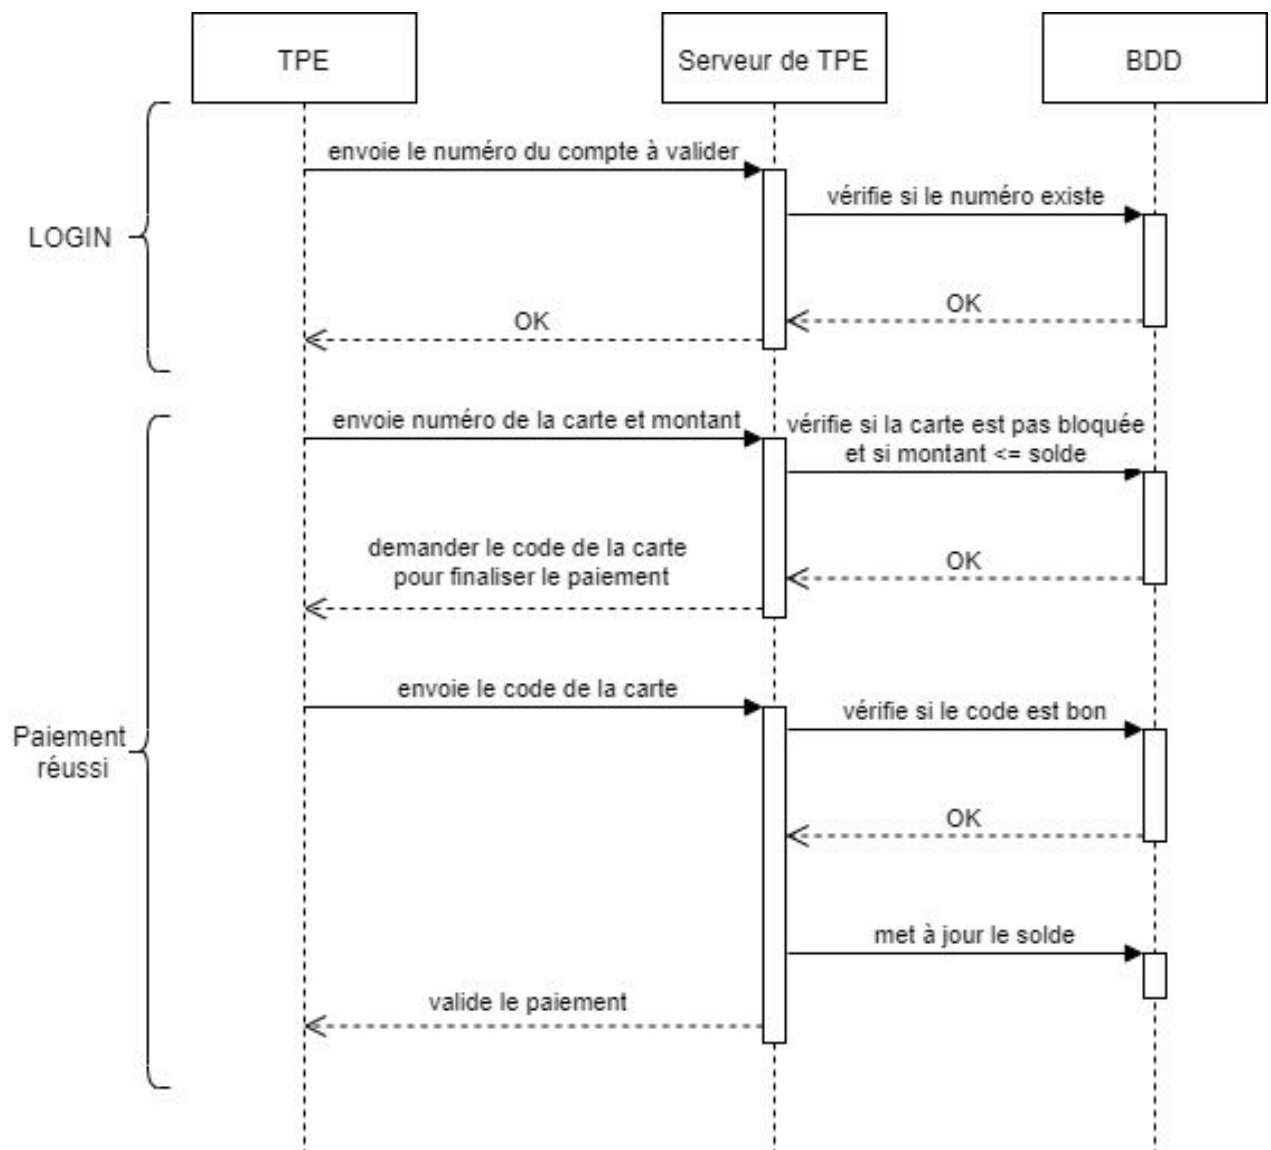 TPE
Serveur de TPE
BDD
envoie le numéro du compte à valider
vérifie si le numéro existe
LOGIN
OK
OK
envoie numéro de la carte et montant
vérifie si la carte est pas bloquée
et si montant <= solde
demander le code de la carte
pour finaliser le paiement
OK
envoie le code de la carte
vérifie si le code est bon
Paiement
réussi
OK
met à jour le solde
valide le paiement